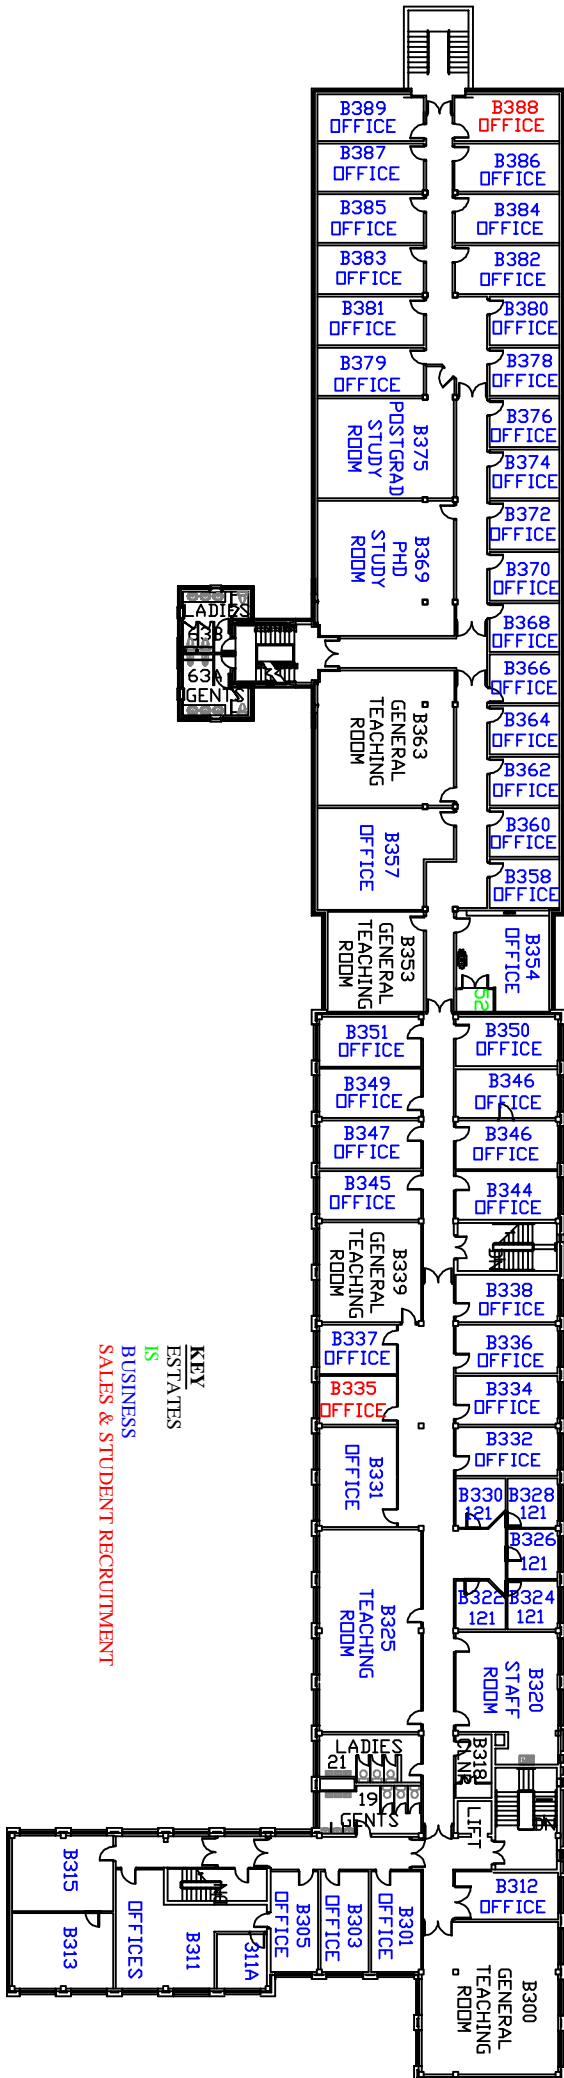 B389
OFFICE
B388
OFFICE
B387
OFFICE
B386
OFFICE
B385
OFFICE
B384
OFFICE
B383
OFFICE
B382
OFFICE
B381
OFFICE
B380
OFFICE
B379
OFFICE
B378
OFFICE
B375
POSTGRAD
STUDY
ROOM
B376
OFFICE
B374
OFFICE
B369
PHD
STUDY
ROOM
B372
OFFICE
B370
OFFICE
LADIES
63B
63A
GENTS
B368
OFFICE
B366
OFFICE
B363
GENERAL
TEACHING
ROOM
B364
OFFICE
B362
OFFICE
B357
OFFICE
B360
OFFICE
B358
OFFICE
B353
GENERAL
TEACHING
ROOM
B354
OFFICE
52
B351
OFFICE
B350
OFFICE
B349
OFFICE
B346
OFFICE
B347
OFFICE
B346
OFFICE
B345
OFFICE
B344
OFFICE
B339
GENERAL
TEACHING
ROOM
B338
OFFICE
B337
OFFICE
B336
OFFICE
B335
OFFICE
B334
OFFICE
B331
OFFICE
B332
OFFICE
B330
121
B328
121
B326
121
B322
121
B324
121
B325
TEACHING
ROOM
B320
STAFF
ROOM
LADIES
21
19
GENTS
B318
CLNR
LIFT
DN
B315
B313
B311
OFFICES
DN
311A
B305
OFFICE
B303
OFFICE
B301
OFFICE
B312
OFFICE
B300
GENERAL
TEACHING
ROOM
KEY
ESTATES
IS
BUSINESS
SALES & STUDENT RECRUITMENT